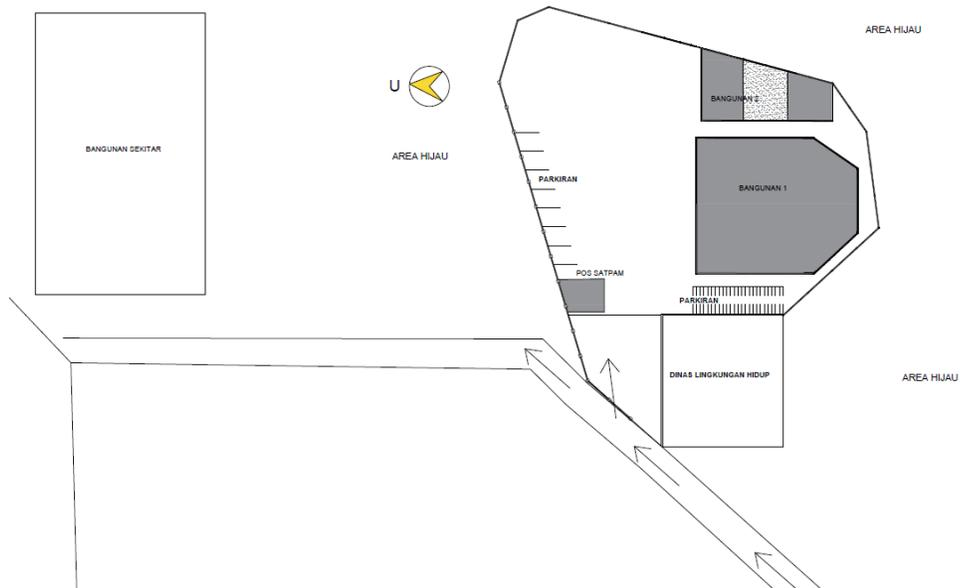 AREA HIJAU
U
BANGUNAN 2
BANGUNAN SEKITAR
AREA HIJAU
PARKIRAN
BANGUNAN 1
POS SATPAM
PARKIRAN
DINAS LINGKUNGAN HIDUP
AREA HIJAU